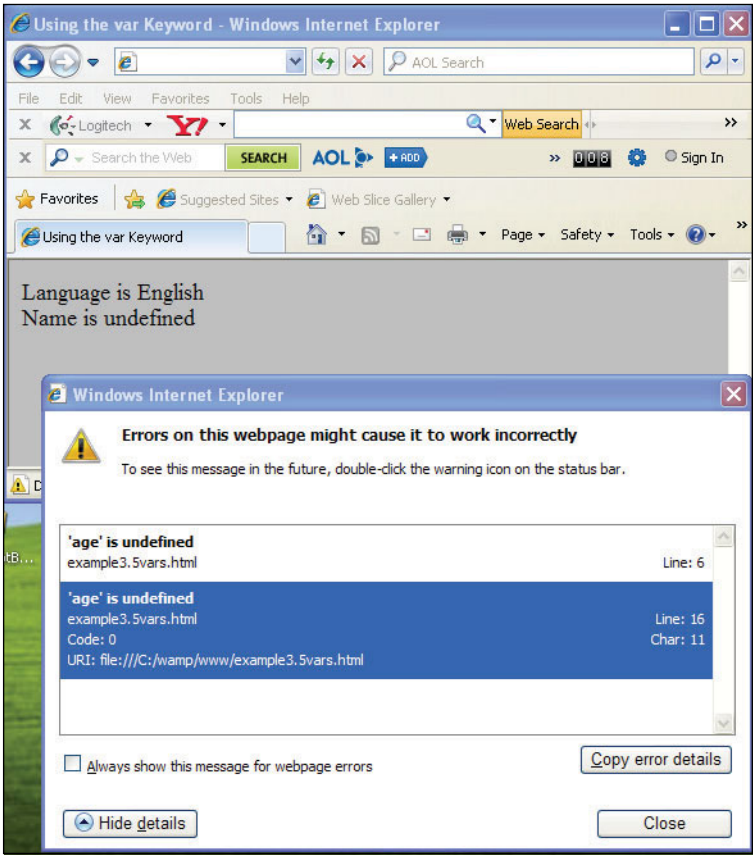 Using the var Keyword - Windows Internet Explorer
AOL Search
File Edit View Favorites Tools Help
X Logitech Y! Web Search »
X Search the Web SEARCH AOL + ADD » 008 Sign In
Favorites Suggested Sites Web Slice Gallery
Using the var Keyword Page Safety Tools »
Language is English
Name is undefined
Windows Internet Explorer
Errors on this webpage might cause it to work incorrectly
To see this message in the future, double-click the warning icon on the status bar.
D
'age' is undefined
example3.5vars.html Line: 6
tB...
'age' is undefined
example3.5vars.html Line: 16
Code: 0 Char: 11
URI: file:///C:/wamp/www/example3.5vars.html
Always show this message for webpage errors
Copy error details
Hide details
Close